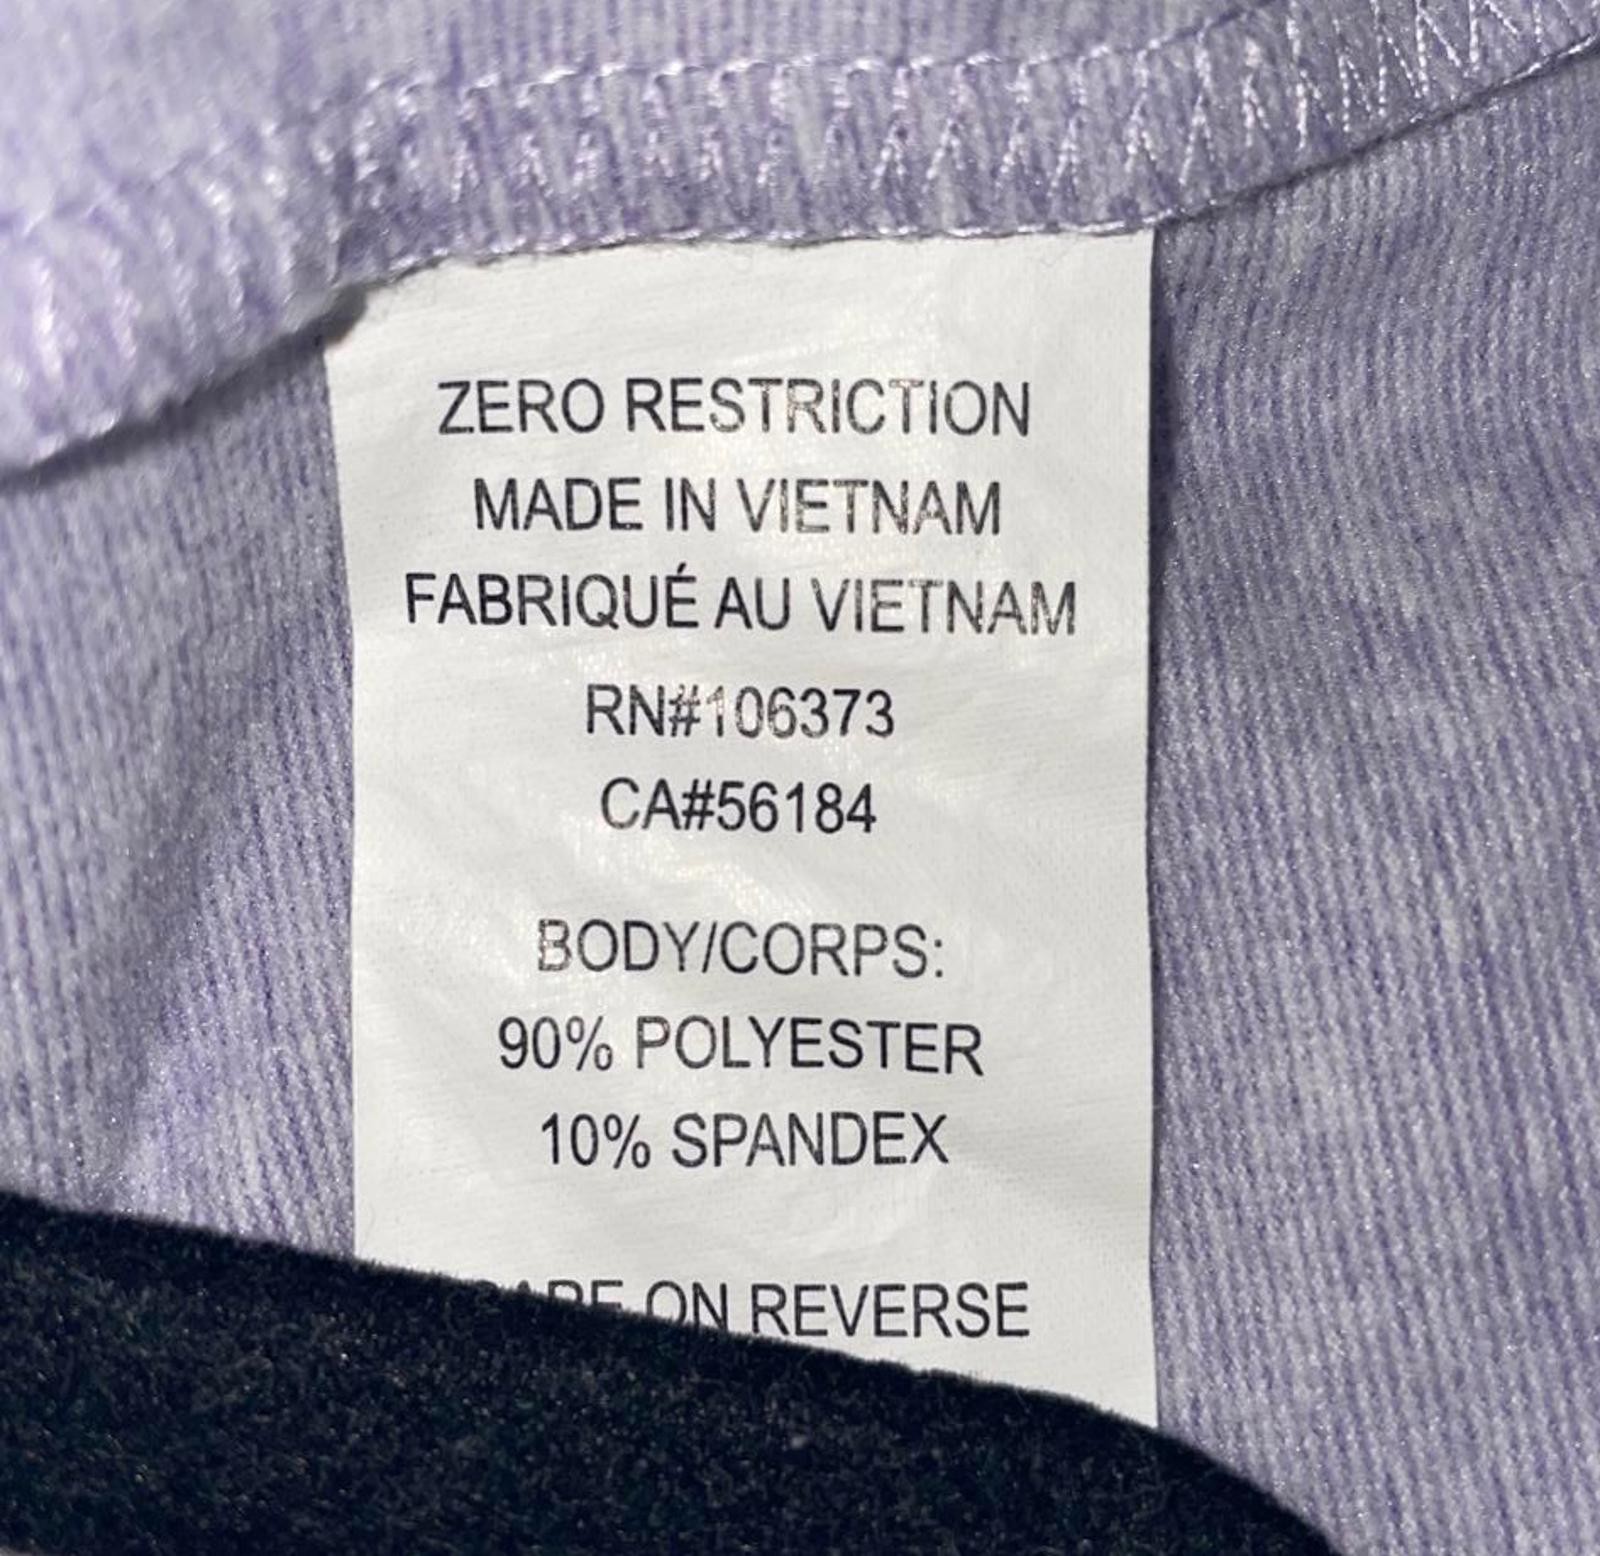 ZERO RESTRICTION
MADE IN VIETNAM
FABRIQUÉ AU VIETNAM
RN#106373
CA#56184
BODY/CORPS:
90% POLYESTER
10% SPANDEX
CARE ON REVERSE